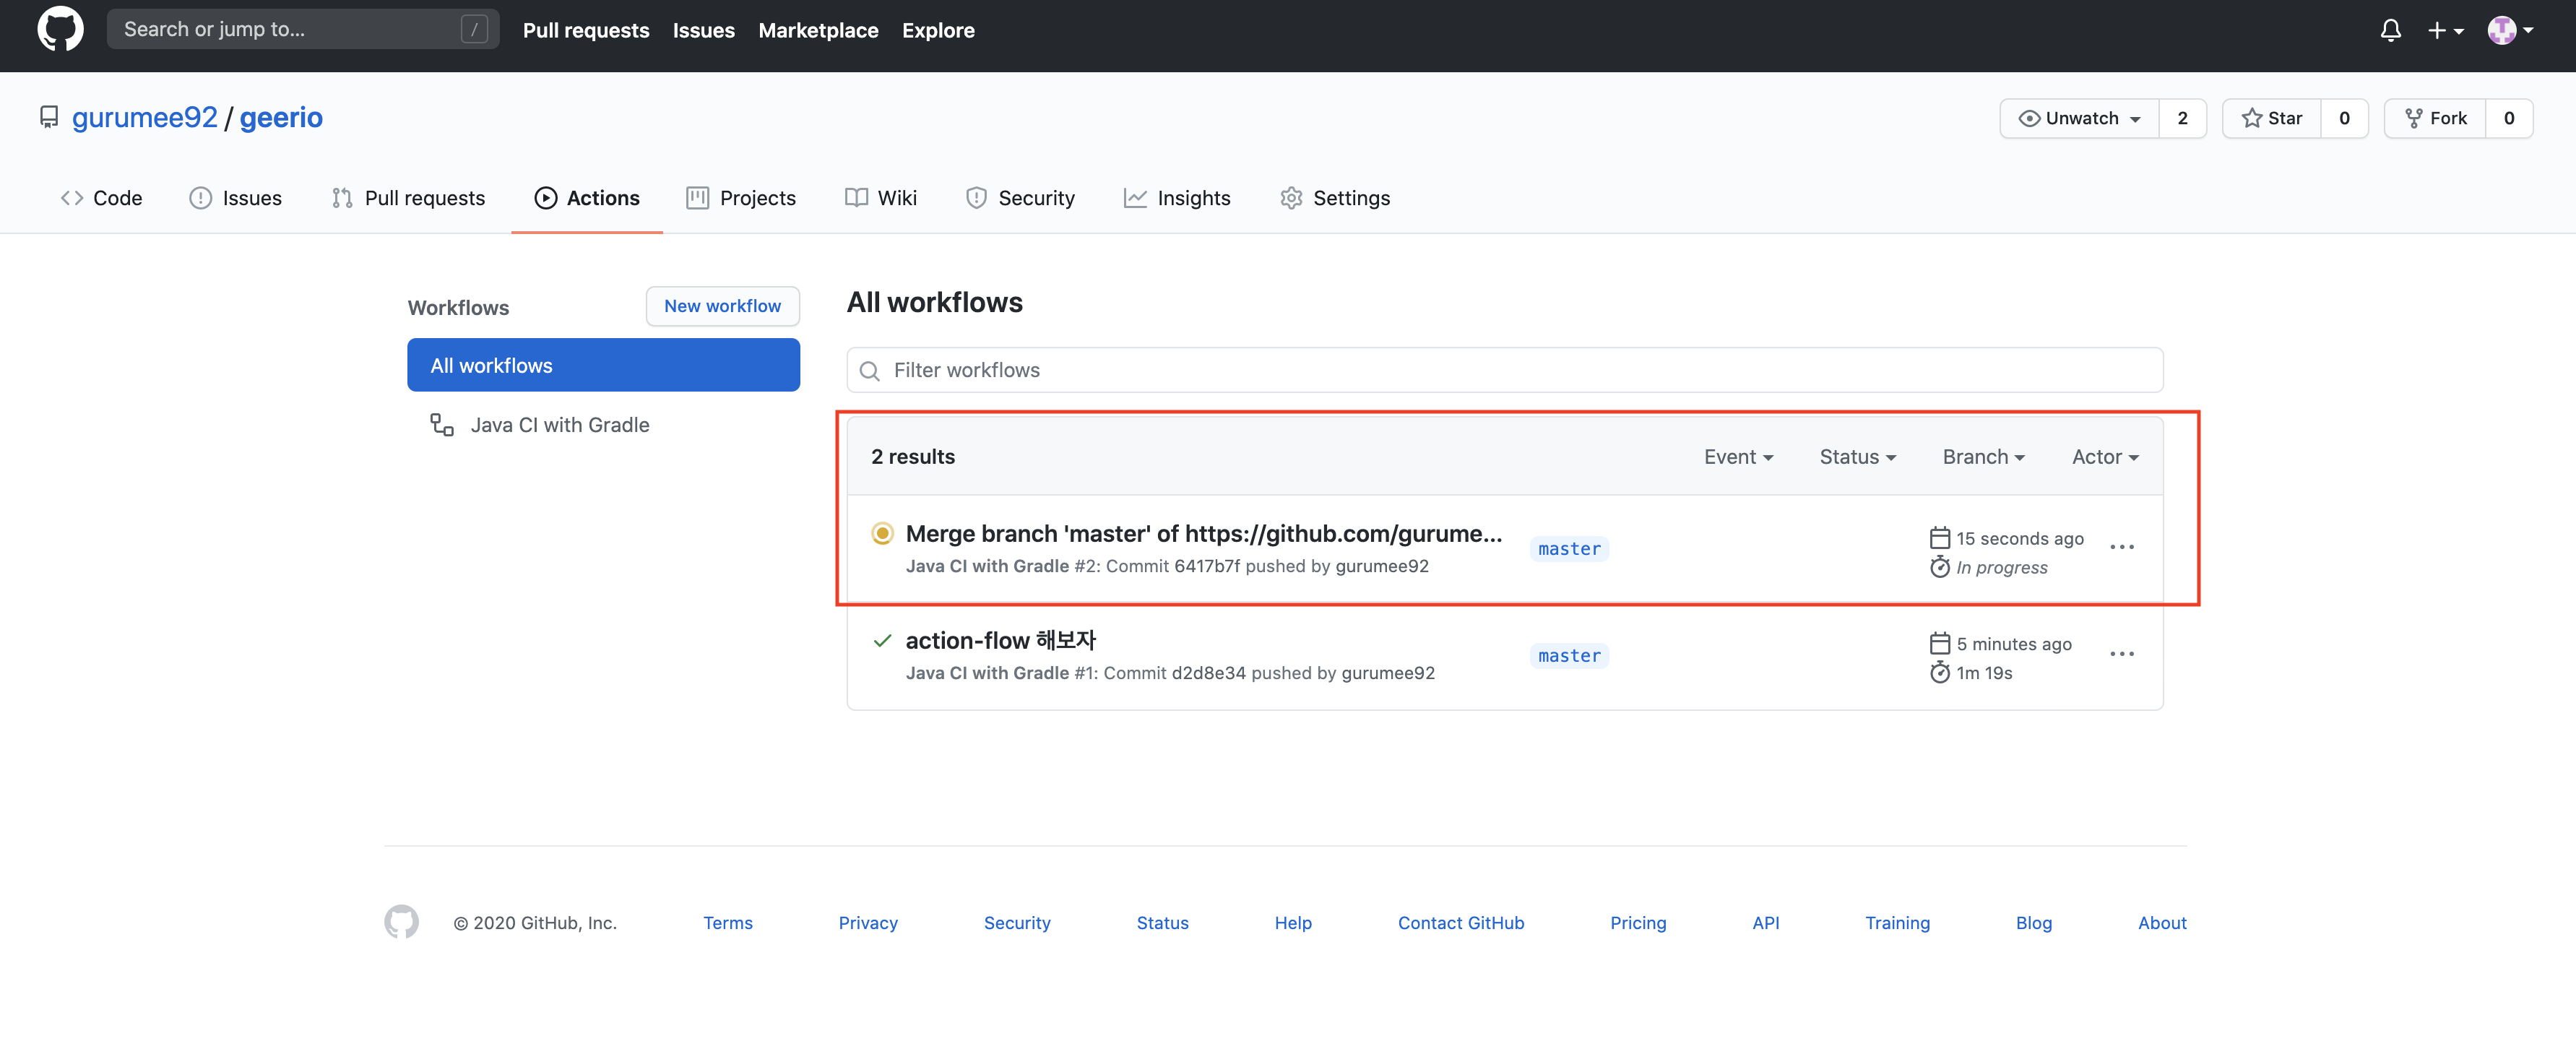 Search or jump to... /
Pull requests Issues Marketplace Explore
gurumee92 / geerio
Unwatch 2 Star 0 Fork 0
Code Issues Pull requests Actions Projects Wiki Security Insights Settings
Workflows New workflow
All workflows
Java CI with Gradle
All workflows
Filter workflows
2 results Event Status Branch Actor
Merge branch 'master' of https://github.com/gurume...
Java CI with Gradle #2: Commit 6417b7f pushed by gurumee92
master
15 seconds ago
In progress
action-flow 해보자
Java CI with Gradle #1: Commit d2d8e34 pushed by gurumee92
master
5 minutes ago
1m 19s
© 2020 GitHub, Inc. Terms Privacy Security Status Help Contact GitHub Pricing API Training Blog About